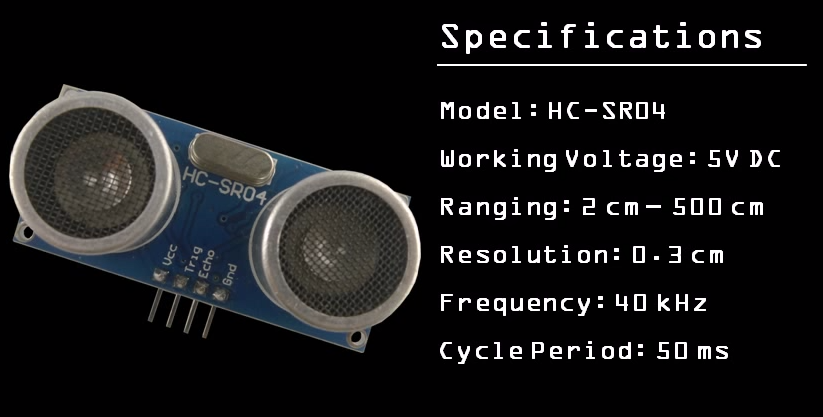 Specifications
Model: HC-SR04
Working Voltage: 5V DC
Ranging: 2 cm - 500 cm
Resolution: 0.3 cm
Frequency: 40 kHz
Cycle Period: 50 ms
HC-SR04
Vcc
Trig
Echo
Gnd